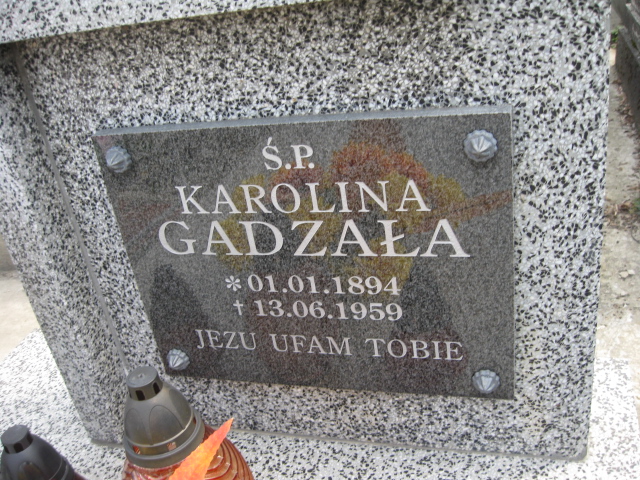 Ś.P.
KAROLINA
GADZAŁA
* 01.01.1894
† 13.06.1959
JEZU UFAM TOBIE